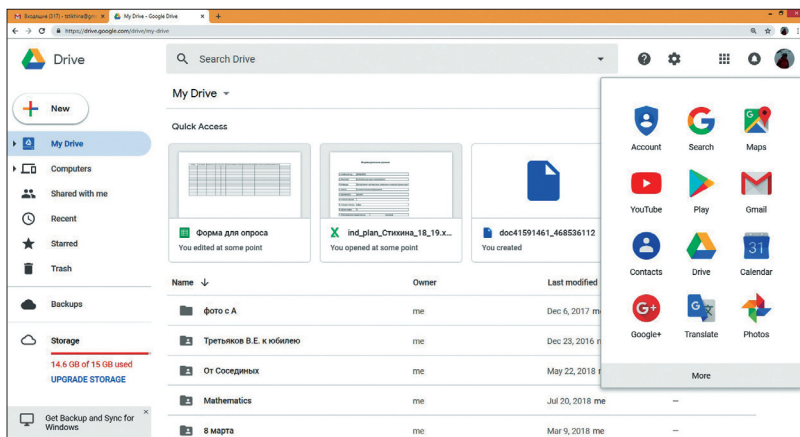 Входящие (317) -
My Drive - Google Drive
https://drive.google.com/drive/my-drive
Drive
Search Drive
New
My Drive
Computers
Shared with me
Recent
Starred
Trash
Backups
Storage
14.6 GB of 15 GB used
UPGRADE STORAGE
Get Backup and Sync for
Windows
My Drive
Quick Access
Форма для опроса
You edited at some point
ind_plan_Стихина_18_19.x...
You opened at some point
doc41591461_468536112
You created
Name Owner Last modified
фото с А me Dec 6, 2017 me
Третьяков В.Е. к юбилею me Dec 23, 2016
От Сосединых me May 22, 2018
Mathematics me Jul 20, 2018 me —
8 марта me Mar 9, 2018 me —
Account Search Maps
YouTube Play Gmail
31
Contacts Drive Calendar
G+
Google+ Translate Photos
More